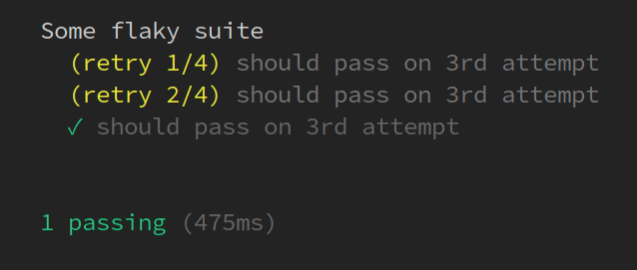 Some flaky suite
(retry 1/4) should pass on 3rd attempt
(retry 2/4) should pass on 3rd attempt
✓ should pass on 3rd attempt
1 passing (475ms)